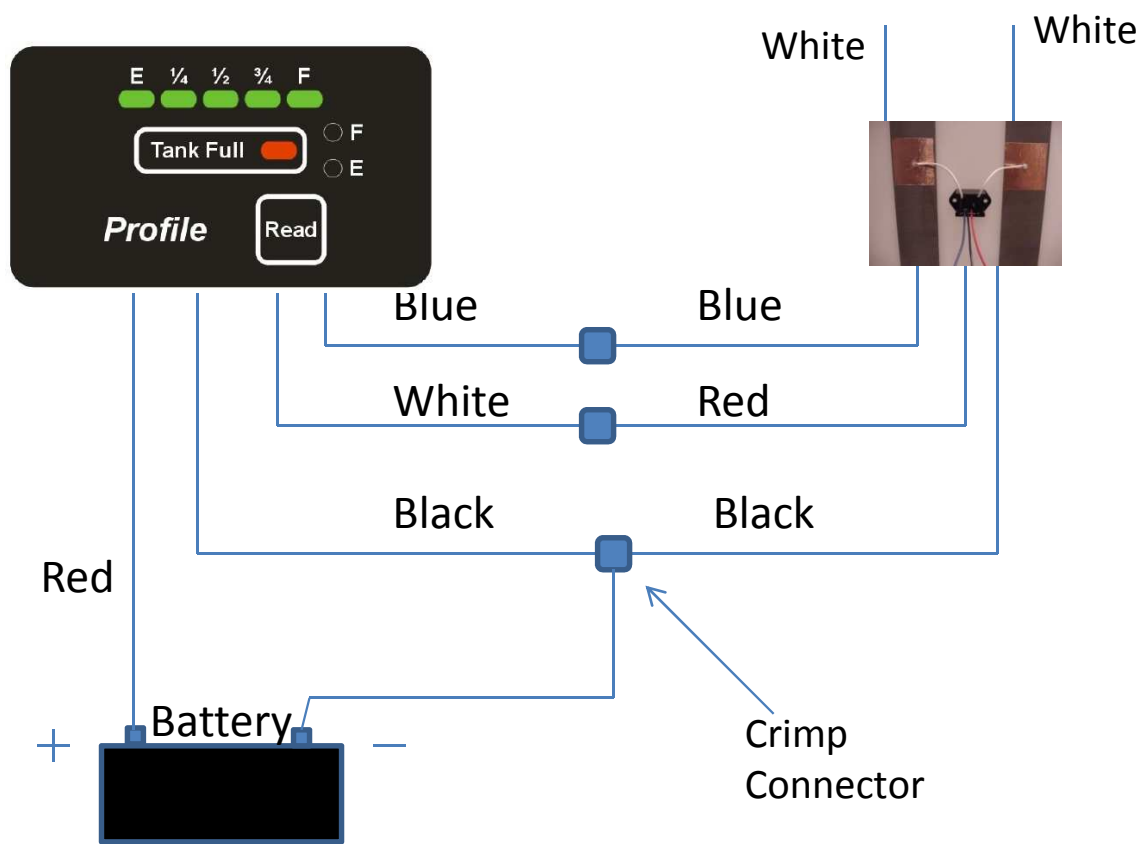 White White
E ¼ ½ ¾ F
Tank Full
F
E
Profile Read
Blue Blue
White Red
Black Black
Red
Battery
+ −
Crimp
Connector